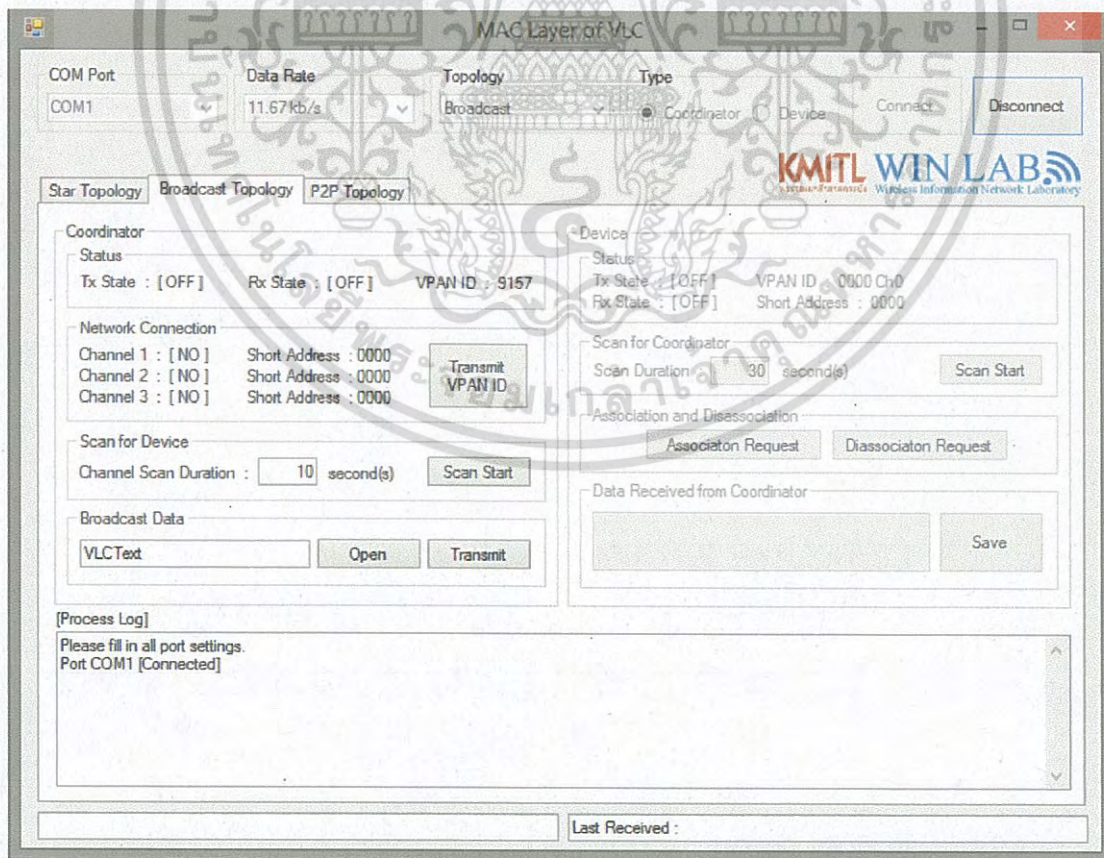 MAC Layer of VLC
COM Port
Data Rate
Topology
Type
COM1
11.67 kb/s
Broadcast
Coordinator
Device
Connect
Disconnect
KMITL WIN LAB
Wireless Information Network Laboratory
Star Topology
Broadcast Topology
P2P Topology
Coordinator
Status
Tx State : [OFF]
Rx State : [OFF]
VPAN ID : 9157
Network Connection
Channel 1 : [ NO ]
Short Address : 0000
Channel 2 : [ NO ]
Short Address : 0000
Channel 3 : [ NO ]
Short Address : 0000
Transmit
VPAN ID
Scan for Device
Channel Scan Duration :
10
second(s)
Scan Start
Broadcast Data
VLCText
Open
Transmit
Device
Status
Tx State : [OFF]
VPAN ID : 0000 Ch0
Rx State : [OFF]
Short Address : 0000
Scan for Coordinator
Scan Duration
30
second(s)
Scan Start
Association and Disassociation
Associaton Request
Diassociaton Request
Data Received from Coordinator
Save
[Process Log]
Please fill in all port settings.
Port COM1 [Connected]
Last Received :